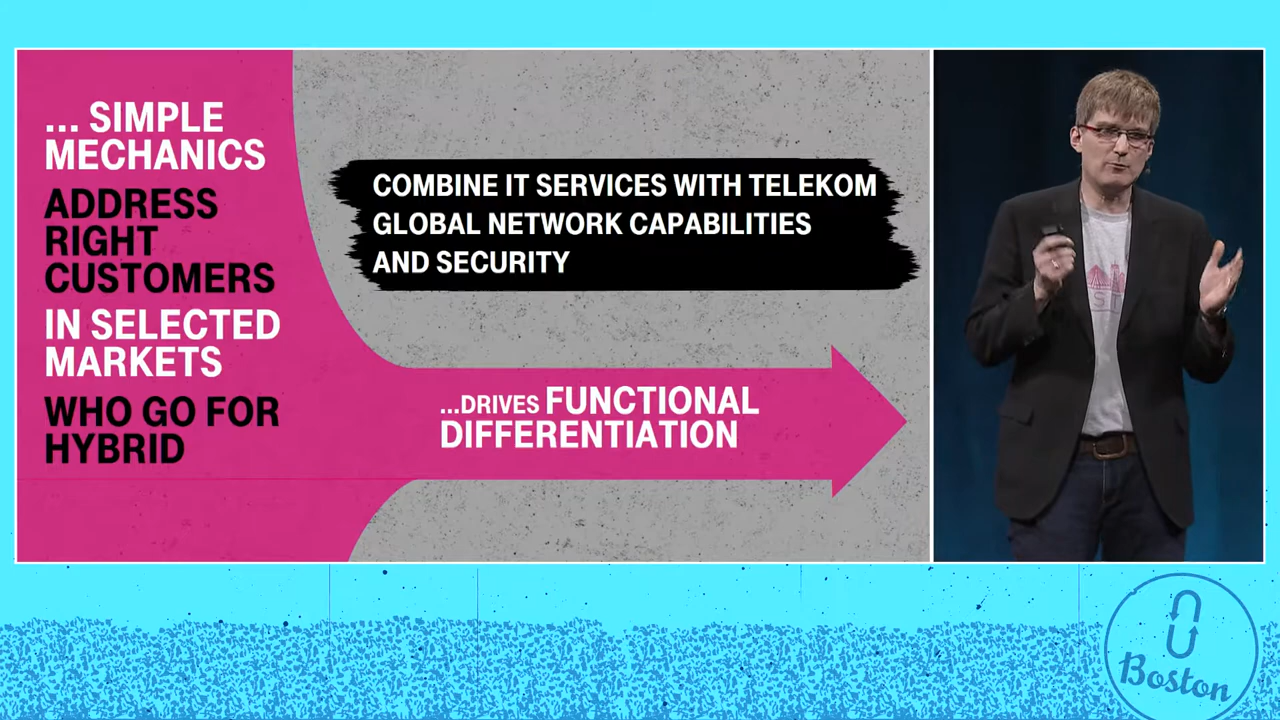 ... SIMPLE
MECHANICS
ADDRESS
RIGHT
CUSTOMERS
IN SELECTED
MARKETS
WHO GO FOR
HYBRID
COMBINE IT SERVICES WITH TELEKOM
GLOBAL NETWORK CAPABILITIES
AND SECURITY
...DRIVES FUNCTIONAL
DIFFERENTIATION
Boston